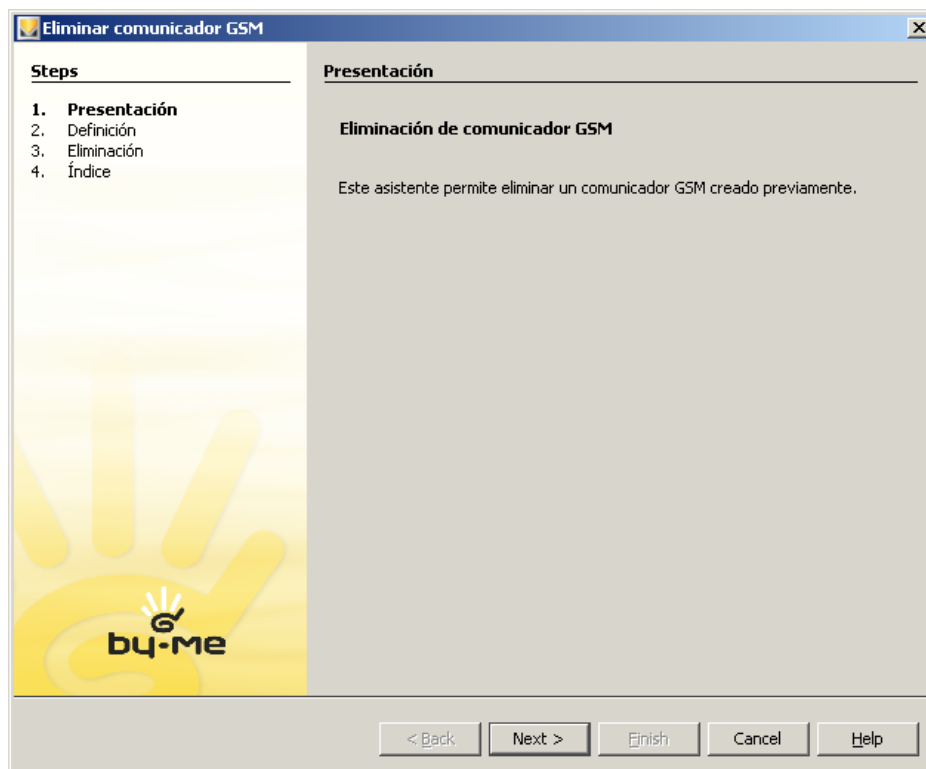 Eliminar comunicador GSM
Steps
1. Presentación
2. Definición
3. Eliminación
4. Índice
Presentación
Eliminación de comunicador GSM
Este asistente permite eliminar un comunicador GSM creado previamente.
by-me
< Back
Next >
Finish
Cancel
Help